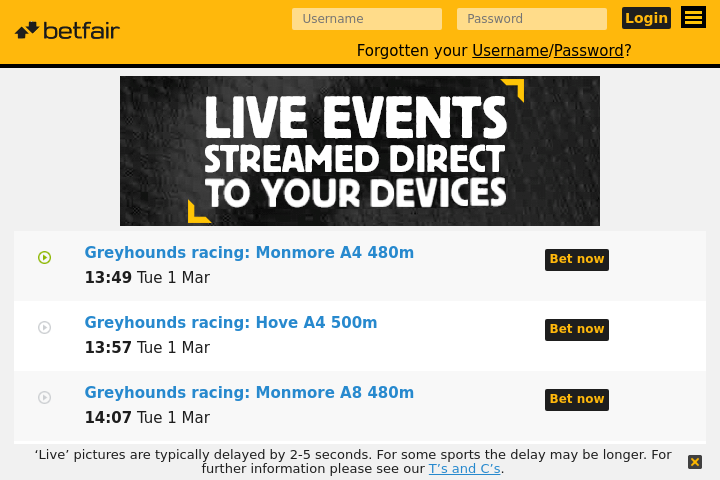 betfair
Username
Password
Login
Forgotten your Username/Password?
LIVE EVENTS
STREAMED DIRECT
TO YOUR DEVICES
Greyhounds racing: Monmore A4 480m
13:49 Tue 1 Mar
Bet now
Greyhounds racing: Hove A4 500m
13:57 Tue 1 Mar
Bet now
Greyhounds racing: Monmore A8 480m
14:07 Tue 1 Mar
Bet now
‘Live’ pictures are typically delayed by 2-5 seconds. For some sports the delay may be longer. For
further information please see our T’s and C’s.